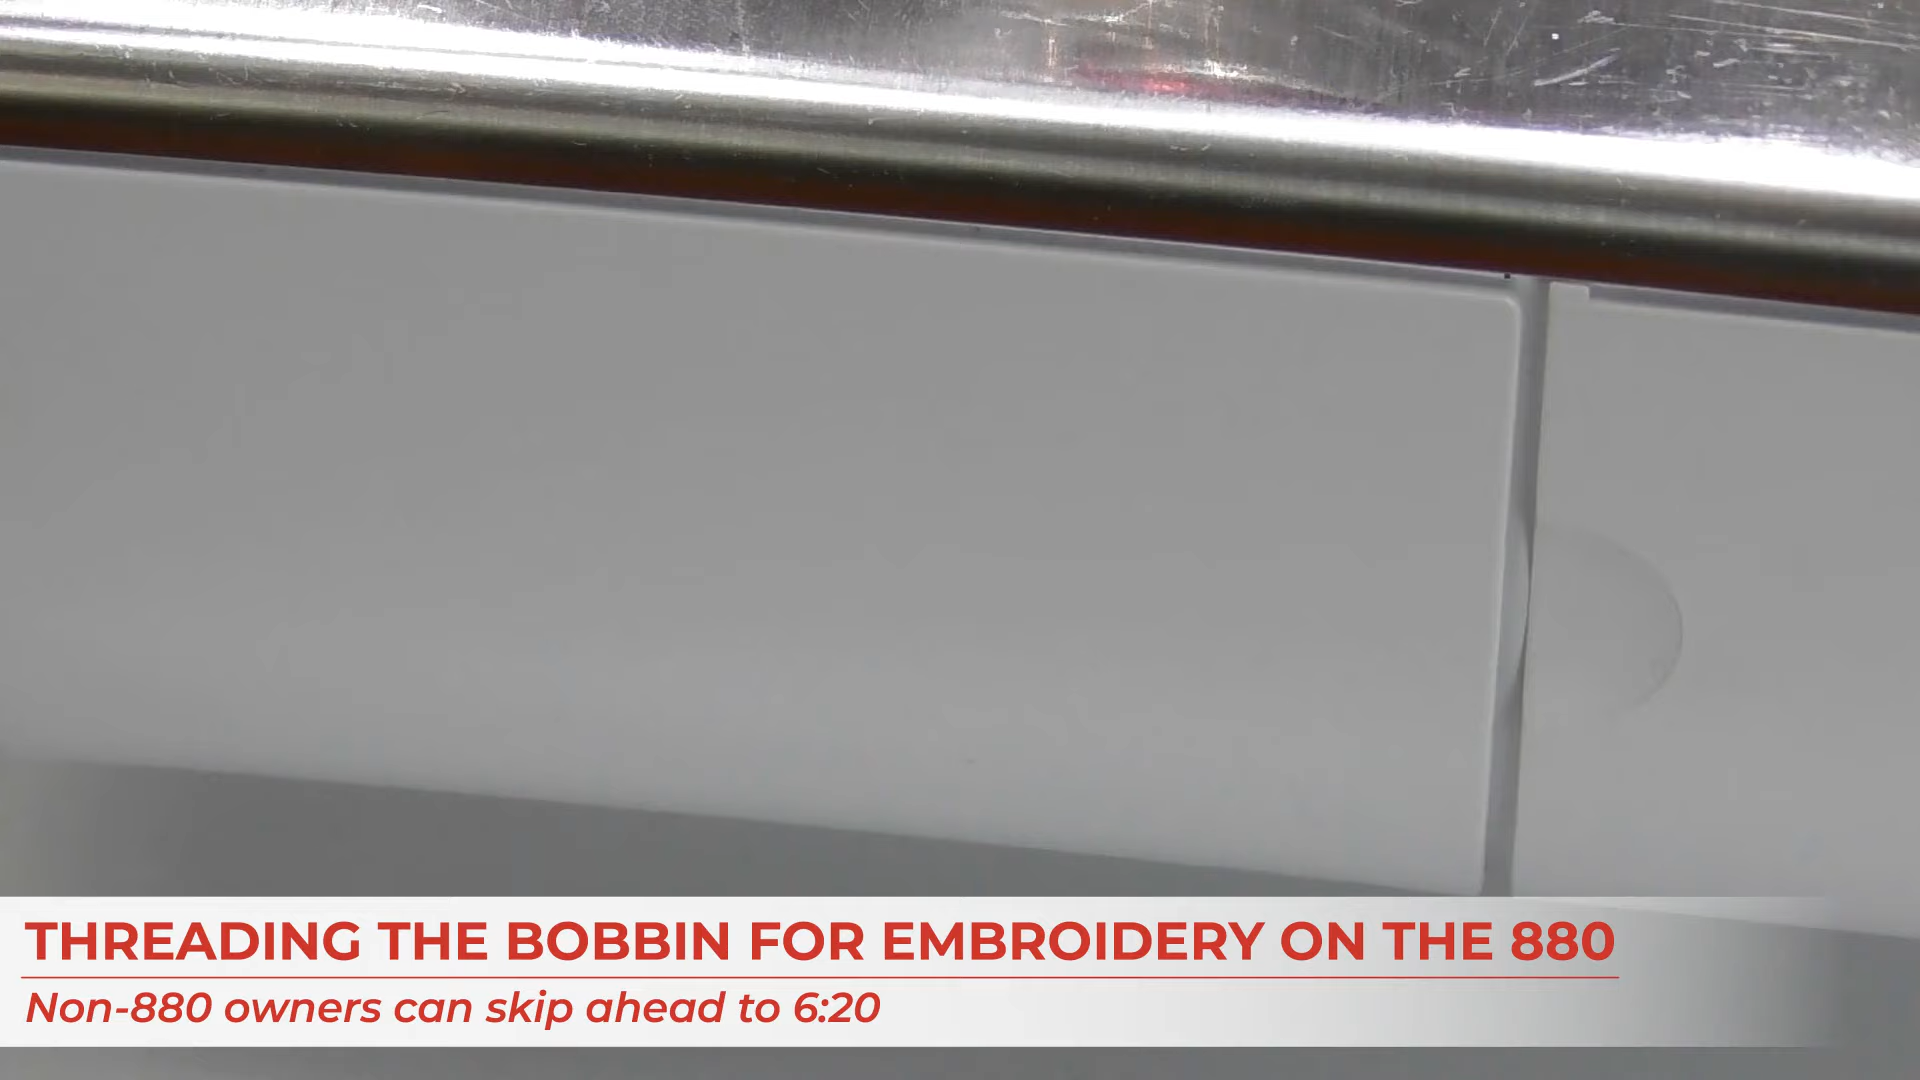 THREADING THE BOBBIN FOR EMBROIDERY ON THE 880
Non-880 owners can skip ahead to 6:20